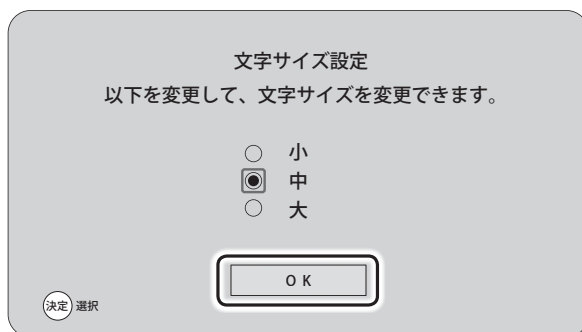 文字サイズ設定
以下を変更して、文字サイズを変更できます。
小
中
大
ＯＫ
決定 選択